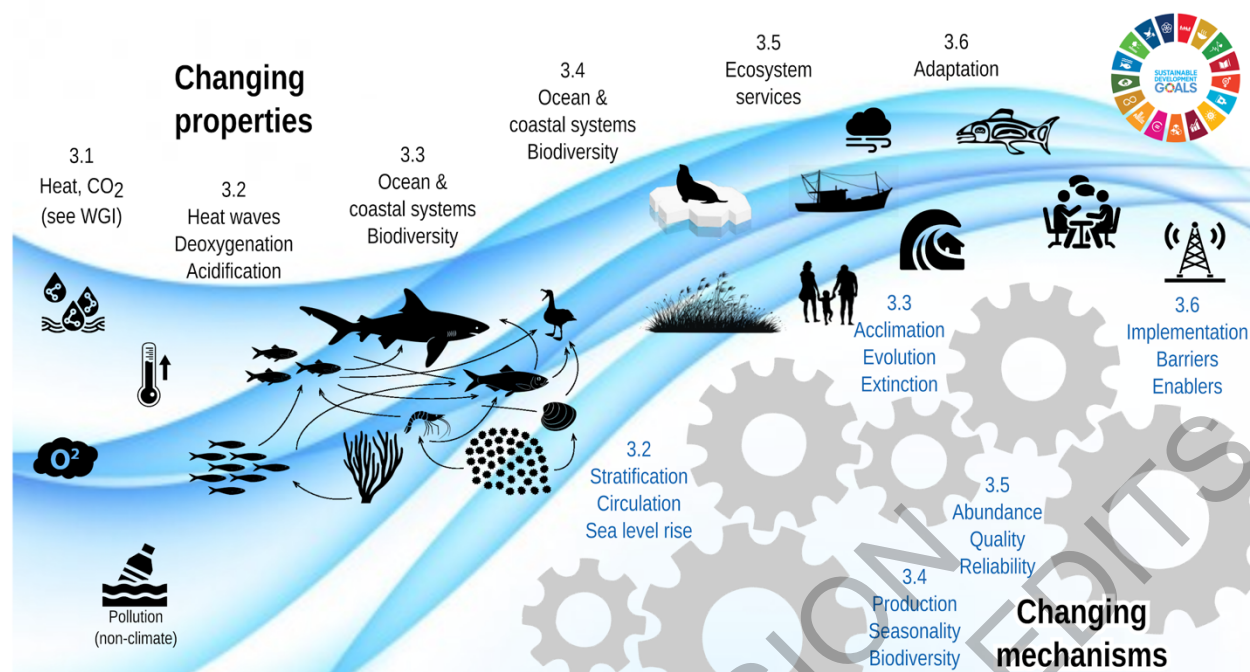 Changing
properties
3.1
Heat, CO2
(see WGI)
3.2
Heat waves
Deoxygenation
Acidification
3.3
Ocean &
coastal systems
Biodiversity
3.4
Ocean &
coastal systems
Biodiversity
3.5
Ecosystem
services
3.6
Adaptation
SUSTAINABLE
DEVELOPMENT
GOALS
O2
Pollution
(non-climate)
3.2
Stratification
Circulation
Sea level rise
3.3
Acclimation
Evolution
Extinction
3.4
Production
Seasonality
Biodiversity
3.5
Abundance
Quality
Reliability
3.6
Implementation
Barriers
Enablers
Changing
mechanisms
SION
EDITS